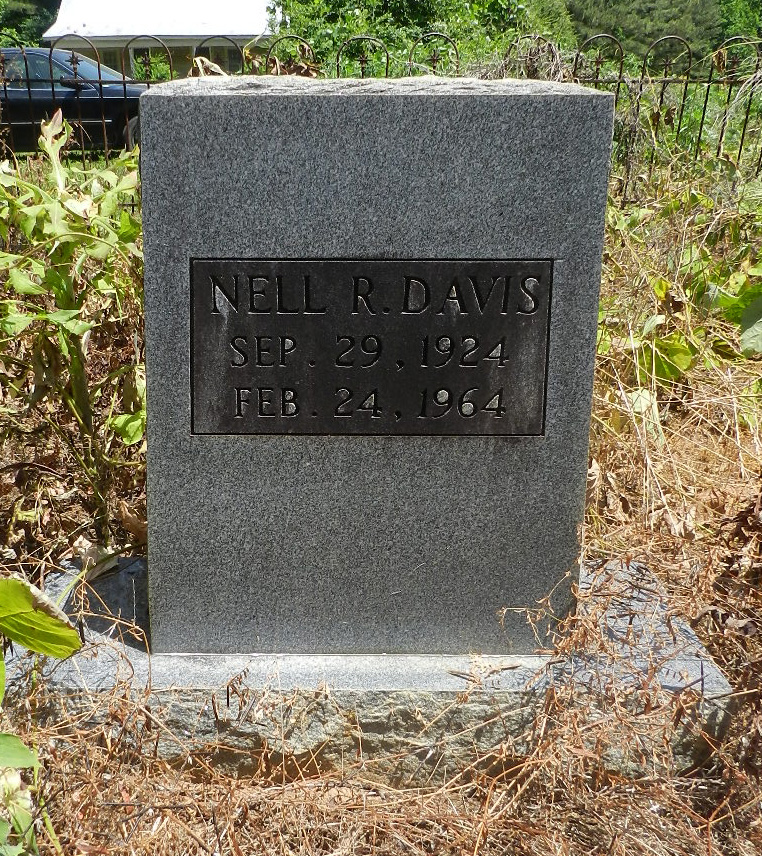 NELL R. DAVIS
SEP. 29, 1924
FEB. 24, 1964